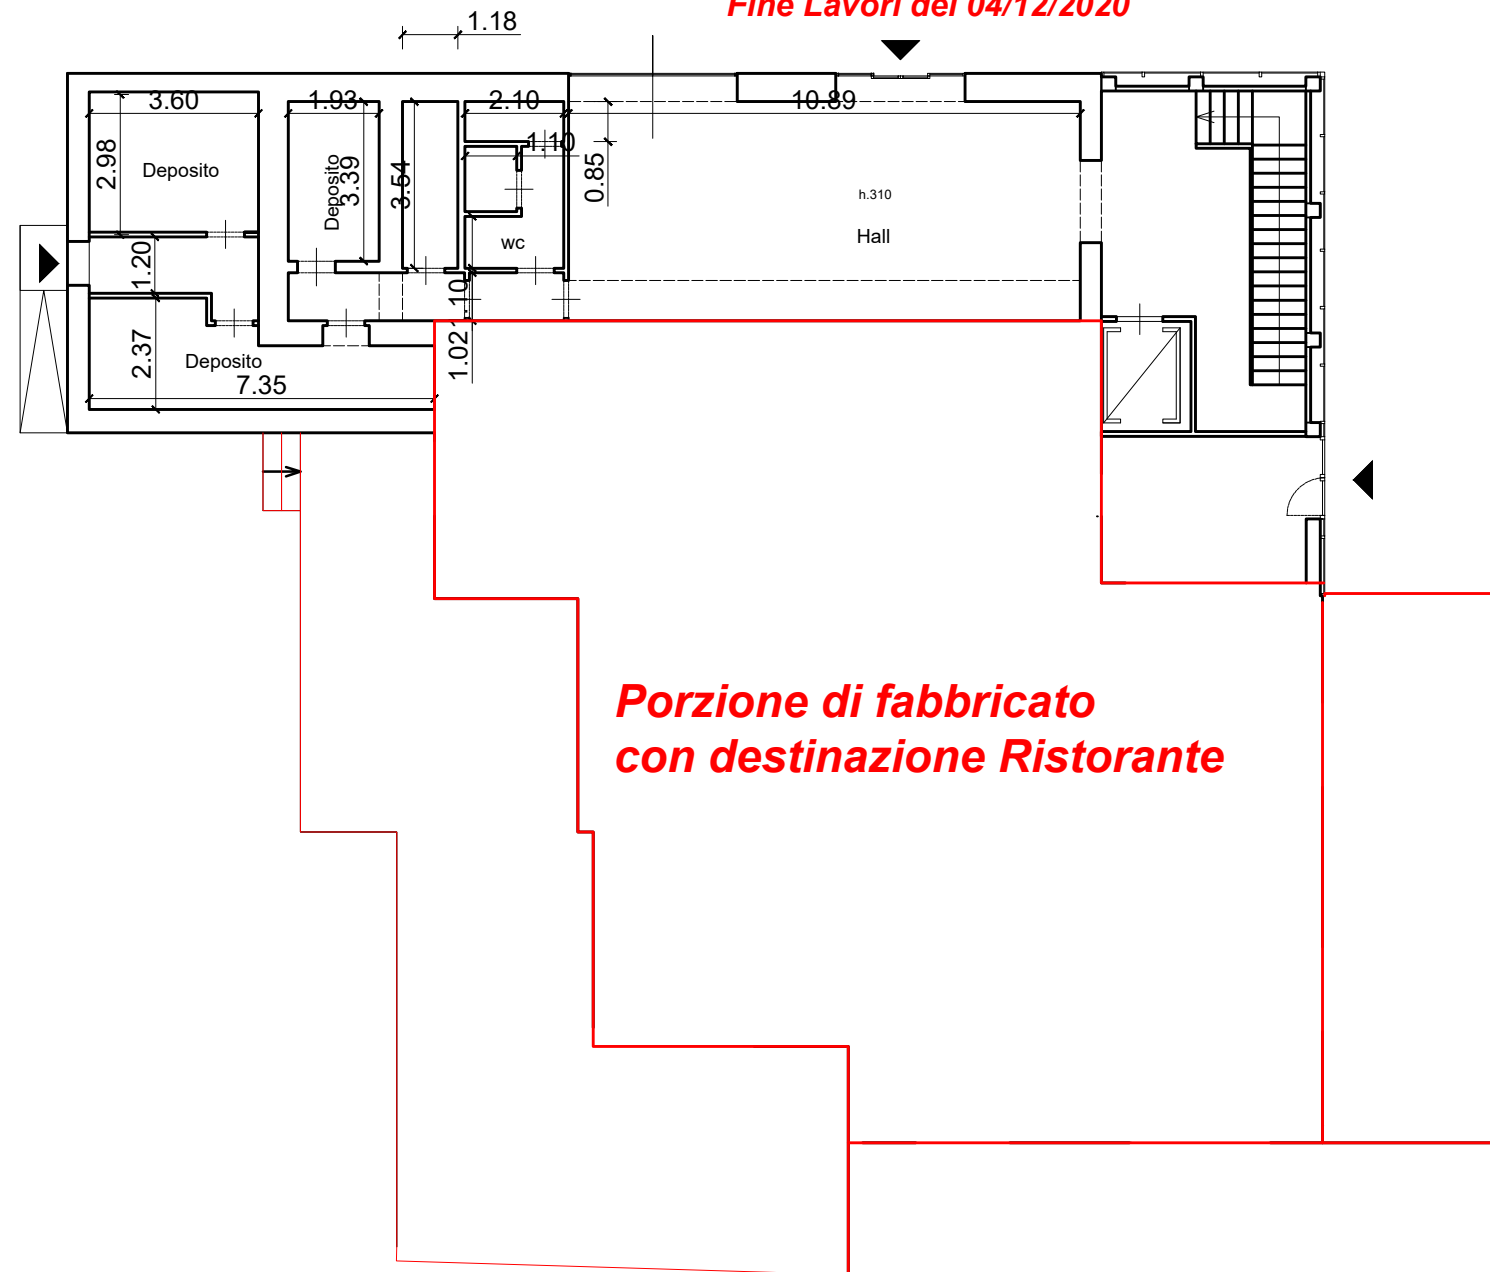 Fine Lavori del 04/12/2020
1.18
3.60
1.93
2.10
10.89
1.10
2.98
Deposito
Deposito
3.39
3.54
0.85
h.310
Hall
wc
1.20
1.10
1.02
2.37
Deposito
7.35
Porzione di fabbricato
con destinazione Ristorante